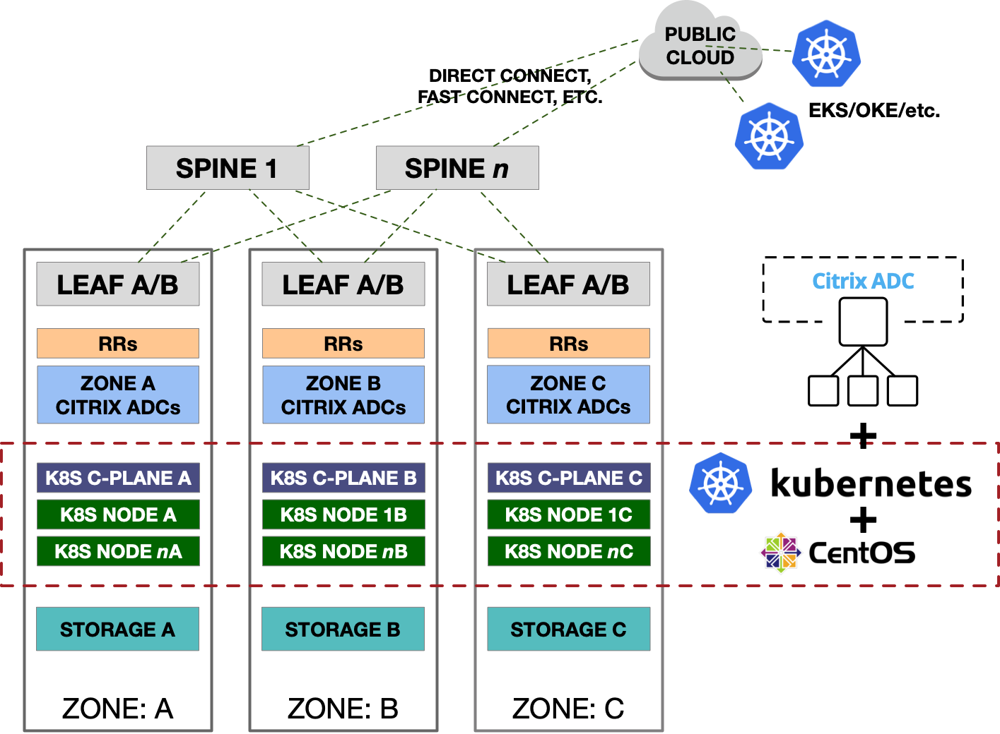 PUBLIC
CLOUD
DIRECT CONNECT,
FAST CONNECT, ETC.
EKS/OKE/etc.
SPINE 1
SPINE n
LEAF A/B
RRs
ZONE A
CITRIX ADCs
K8S C-PLANE A
K8S NODE A
K8S NODE nA
STORAGE A
ZONE: A
LEAF A/B
RRs
ZONE B
CITRIX ADCs
K8S C-PLANE B
K8S NODE 1B
K8S NODE nB
STORAGE B
ZONE: B
LEAF A/B
RRs
ZONE C
CITRIX ADCs
K8S C-PLANE C
K8S NODE 1C
K8S NODE nC
STORAGE C
ZONE: C
Citrix ADC
+
kubernetes
+
CentOS